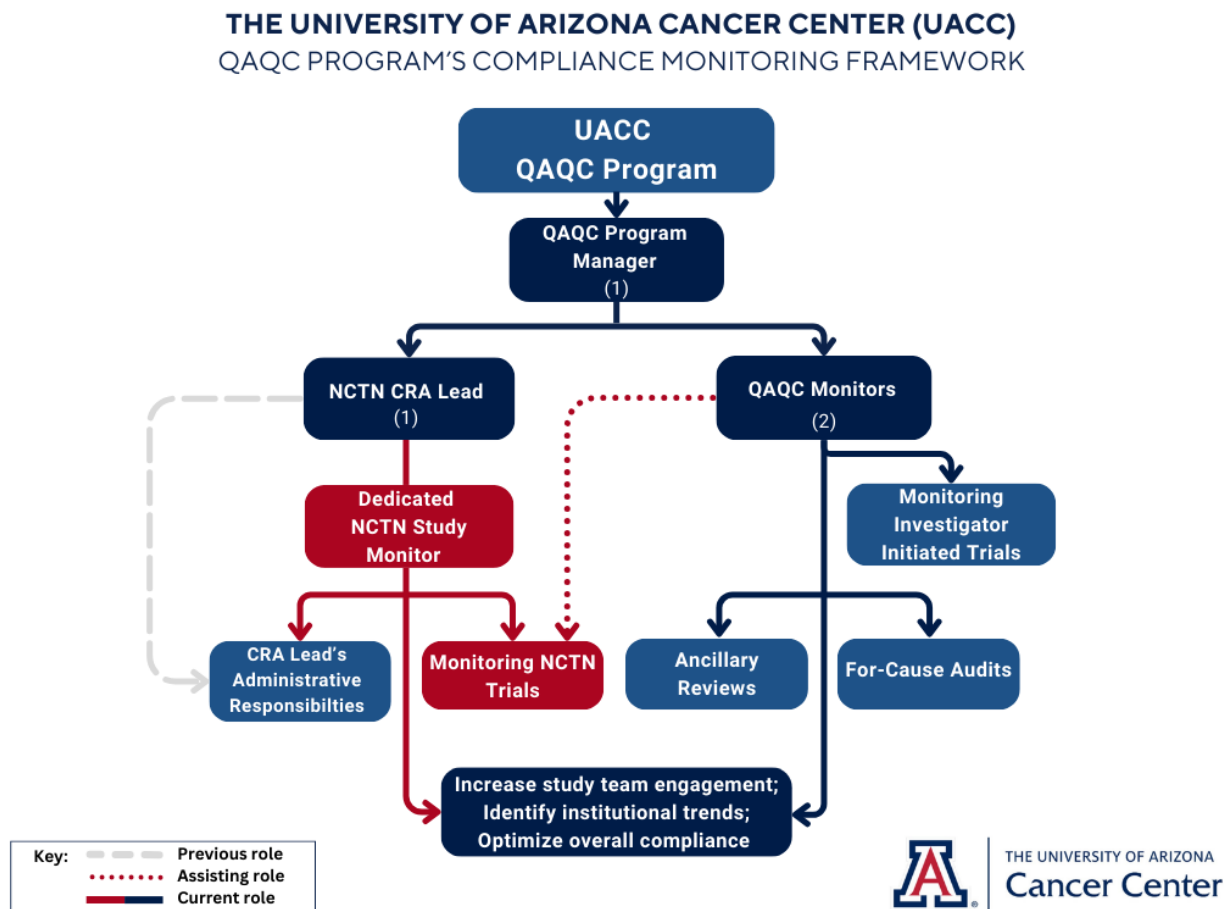 THE UNIVERSITY OF ARIZONA CANCER CENTER (UACC)
QAQC PROGRAM'S COMPLIANCE MONITORING FRAMEWORK
UACC
QAQC Program
QAQC Program
Manager
(1)
NCTN CRA Lead
(1)
QAQC Monitors
(2)
Dedicated
NCTN Study
Monitor
Monitoring
Investigator
Initiated Trials
CRA Lead's
Administrative
Responsibilties
Monitoring NCTN
Trials
Ancillary
Reviews
For-Cause Audits
Increase study team engagement;
Identify institutional trends;
Optimize overall compliance
Key:
Previous role
Assisting role
Current role
A
THE UNIVERSITY OF ARIZONA
Cancer Center